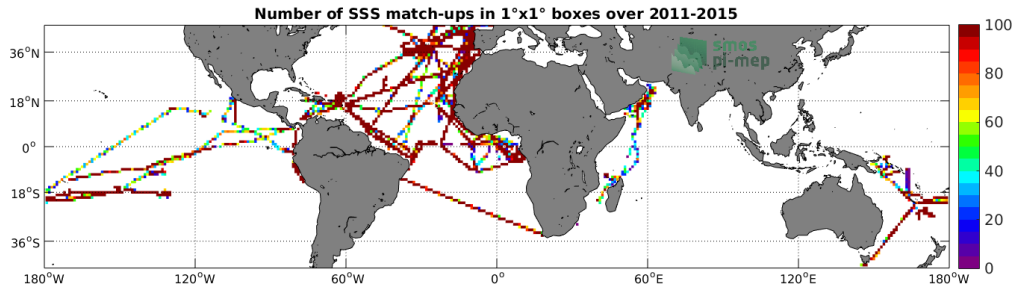 Number of SSS match-ups in 1°x1° boxes over 2011-2015
smos
pi-mep
36°N
18°N
0°
18°S
36°S
180°W
120°W
60°W
0°
60°E
120°E
180°W
100
80
60
40
20
0